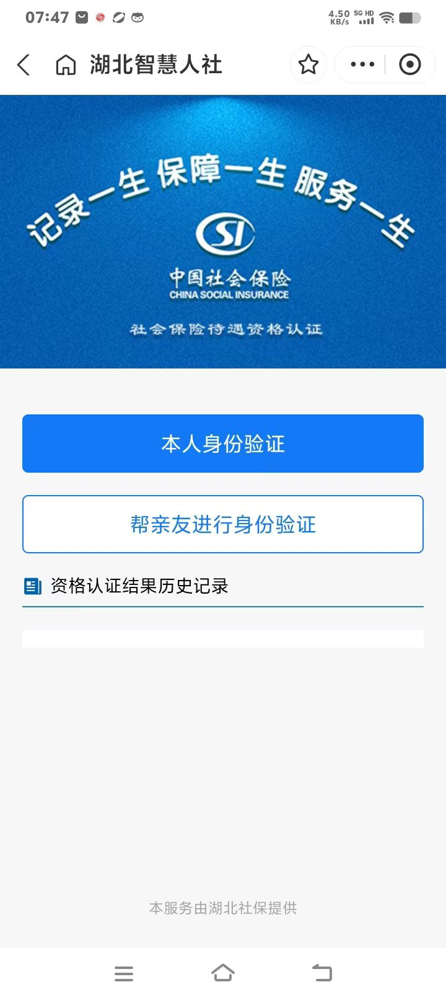 07:47
4.50 KB/s
5G HD
湖北智慧人社
记录一生 保障一生 服务一生
SI
中国社会保险
CHINA SOCIAL INSURANCE
社会保险待遇资格认证
本人身份验证
帮亲友进行身份验证
资格认证结果历史记录
本服务由湖北社保提供